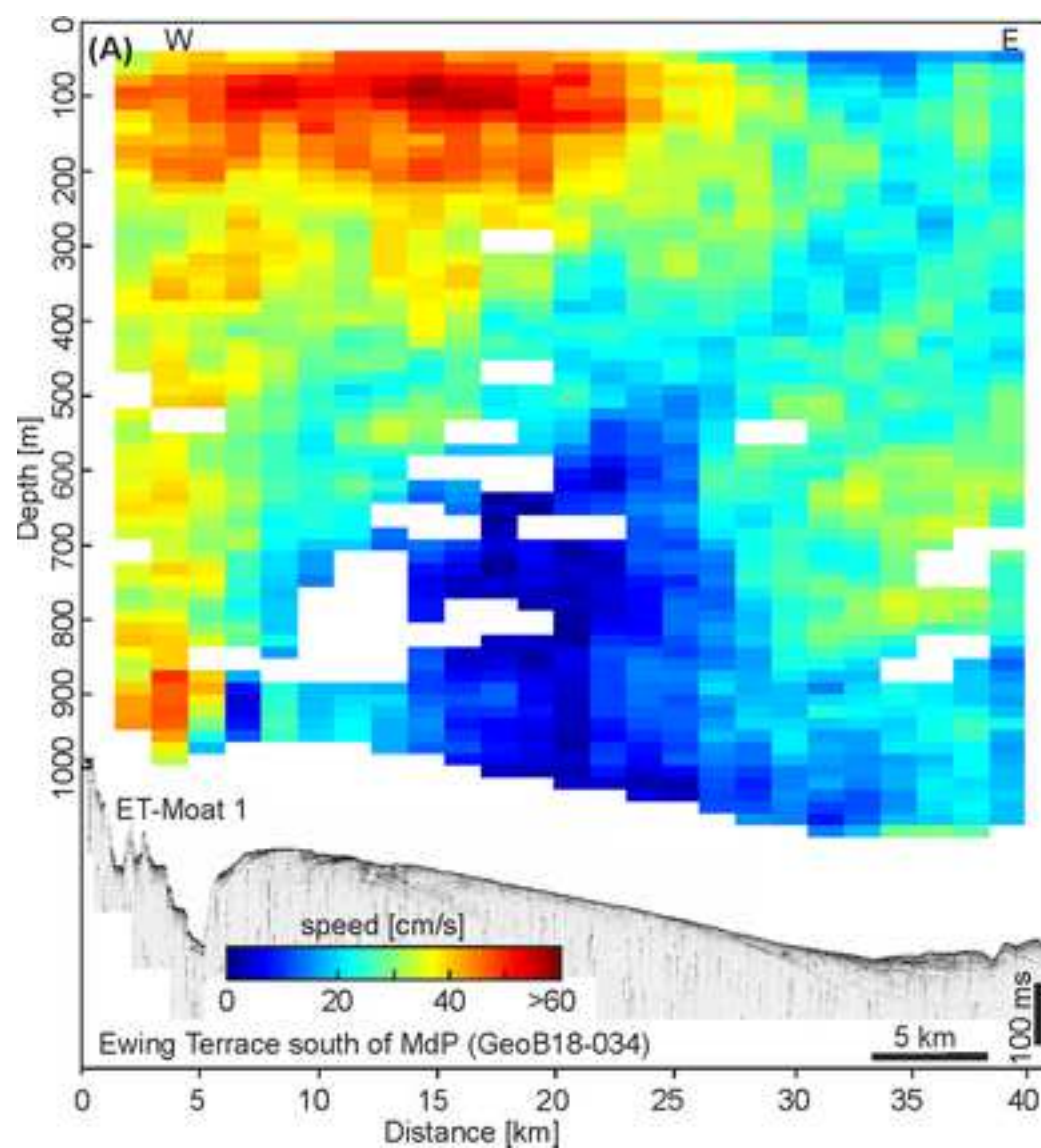 (A)
W
E
0
100
200
300
400
500
600
700
800
900
1000
Depth [m]
ET-Moat 1
speed [cm/s]
0 20 40 >60
Ewing Terrace south of MdP (GeoB18-034)
5 km
100 ms
0 5 10 15 20 25 30 35 40
Distance [km]